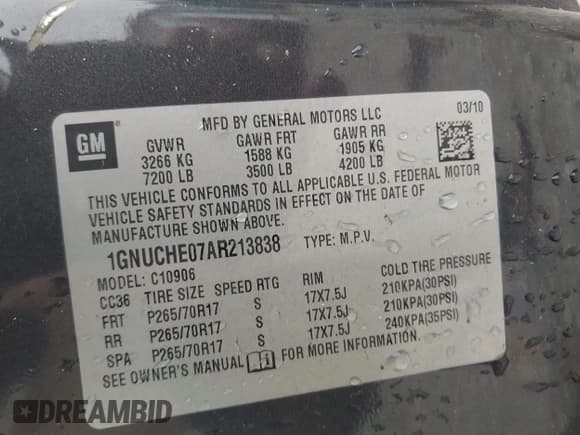 MFD BY GENERAL MOTORS LLC 03/10
GM
GVWR GAWR FRT GAWR RR
3266 KG 1588 KG 1905 KG
7200 LB 3500 LB 4200 LB
THIS VEHICLE CONFORMS TO ALL APPLICABLE U.S. FEDERAL MOTOR
VEHICLE SAFETY STANDARDS IN EFFECT ON THE DATE OF
MANUFACTURE SHOWN ABOVE.
1GNUCHE07AR213838 TYPE: M.P.V.
MODEL: C10906
CC36 TIRE SIZE SPEED RTG RIM COLD TIRE PRESSURE
FRT P265/70R17 S 17X7.5J 210KPA(30PSI)
RR P265/70R17 S 17X7.5J 210KPA(30PSI)
SPA P265/70R17 S 17X7.5J 240KPA(35PSI)
SEE OWNER'S MANUAL FOR MORE INFORMATION.
DREAMBID